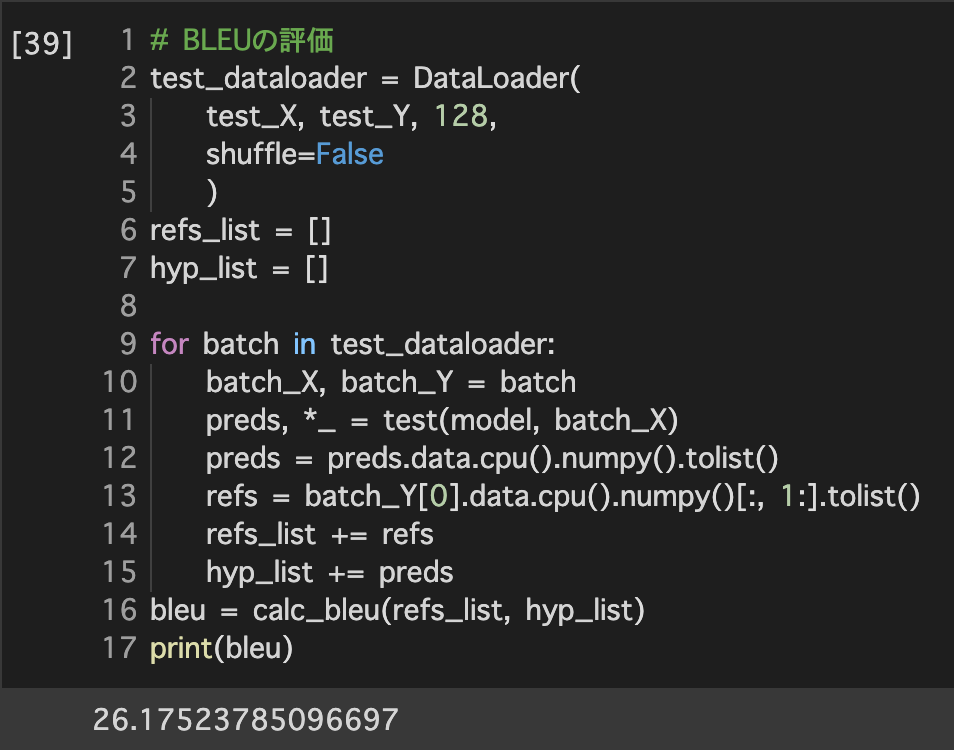 [39]
1 # BLEUの評価
2 test_dataloader = DataLoader(
3     test_X, test_Y, 128,
4     shuffle=False
5     )
6 refs_list = []
7 hyp_list = []
8
9 for batch in test_dataloader:
10     batch_X, batch_Y = batch
11     preds, *_ = test(model, batch_X)
12     preds = preds.data.cpu().numpy().tolist()
13     refs = batch_Y[0].data.cpu().numpy()[:, 1:].tolist()
14     refs_list += refs
15     hyp_list += preds
16 bleu = calc_bleu(refs_list, hyp_list)
17 print(bleu)
26.17523785096697